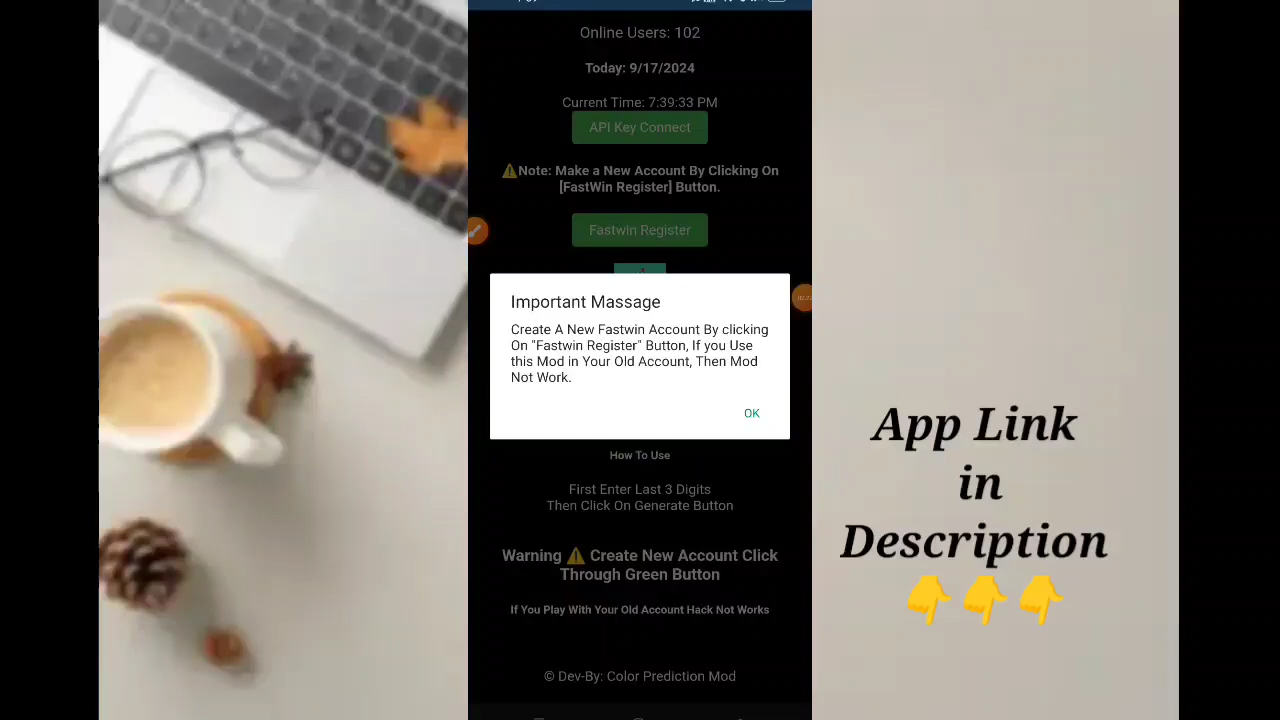 Online Users: 102
Today: 9/17/2024
Current Time: 7:39:33 PM
API Key Connect
⚠️Note: Make a New Account By Clicking On
[FastWin Register] Button.
Fastwin Register
Important Massage
Create A New Fastwin Account By clicking
On "Fastwin Register" Button, If you Use
this Mod in Your Old Account, Then Mod
Not Work.
OK
How To Use
First Enter Last 3 Digits
Then Click On Generate Button
Warning ⚠️ Create New Account Click
Through Green Button
If You Play With Your Old Account Hack Not Works
© Dev-By: Color Prediction Mod
App Link
in
Description
👇👇👇